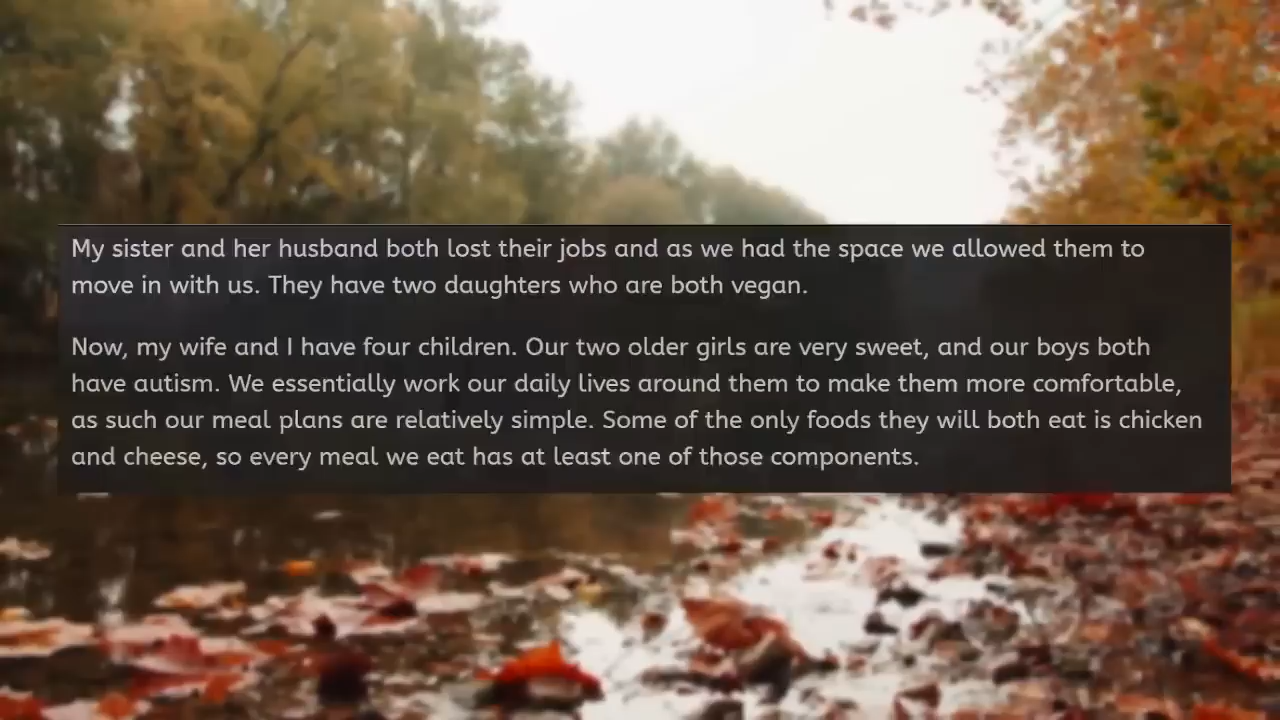 My sister and her husband both lost their jobs and as we had the space we allowed them to
move in with us. They have two daughters who are both vegan.
Now, my wife and I have four children. Our two older girls are very sweet, and our boys both
have autism. We essentially work our daily lives around them to make them more comfortable,
as such our meal plans are relatively simple. Some of the only foods they will both eat is chicken
and cheese, so every meal we eat has at least one of those components.